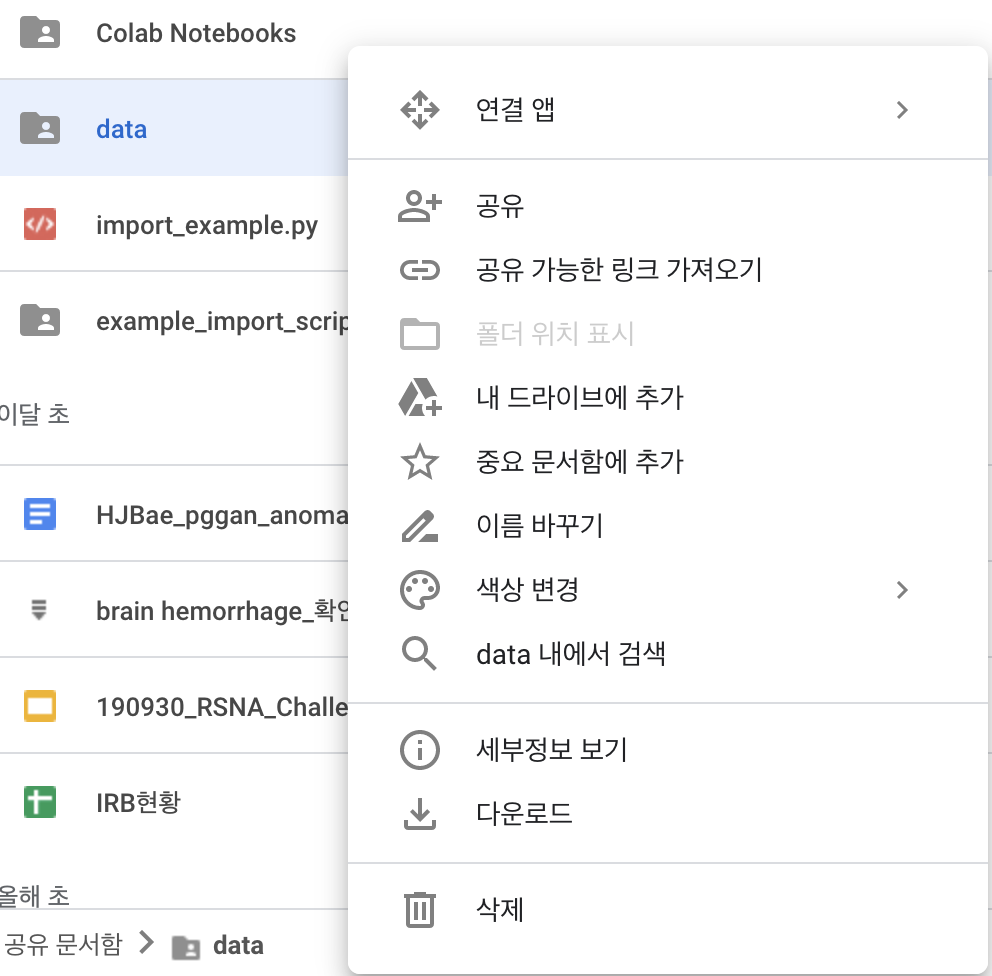 Colab Notebooks
data
import_example.py
example_import_scrip
이달 초
HJBae_pggan_anoma
brain hemorrhage_확인
190930_RSNA_Challe
IRB현황
올해 초
공유 문서함
data
연결 앱
공유
공유 가능한 링크 가져오기
폴더 위치 표시
내 드라이브에 추가
중요 문서함에 추가
이름 바꾸기
색상 변경
data 내에서 검색
세부정보 보기
다운로드
삭제